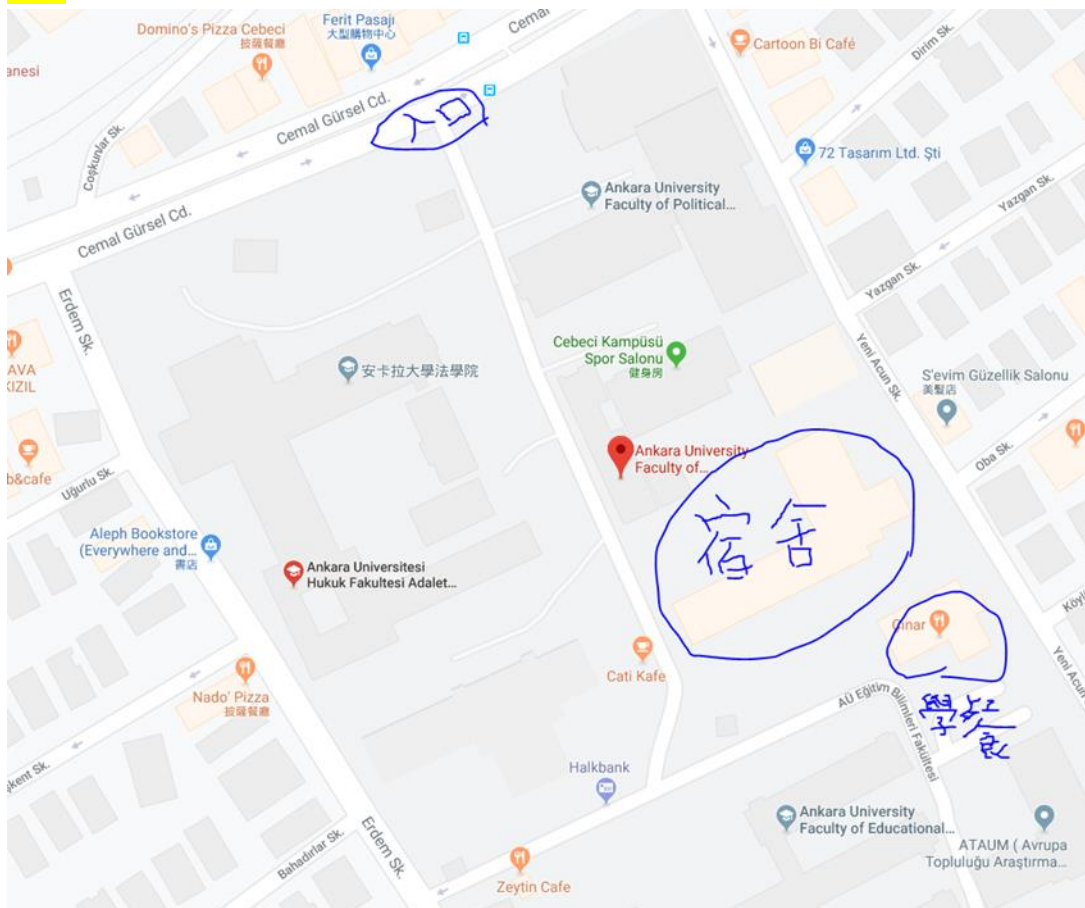 Domino's Pizza Cebeci
披薩餐廳
Ferit Pasajı
大型購物中心
Cemal
Cartoon Bi Café
Dirim Sk.
anesi
入口
Cemal Gürsel Cd.
Coşkunlar Sk.
72 Tasarım Ltd. Şti
Ankara University
Faculty of Political...
Yazgan Sk.
Cemal Gürsel Cd.
Yazgan Sk.
Erdem Sk.
Cebeci Kampüsü
Spor Salonu
健身房
Yeni Acun Sk.
AVA
KIZIL
安卡拉大學法學院
S'evim Güzellik Salonu
美髮店
Ankara University
Faculty of...
Oba Sk.
b&cafe
Uğurlu Sk.
宿舍
Aleph Bookstore
(Everywhere and...
書店
Ankara Universitesi
Hukuk Fakultesi Adalet...
Köyl
Çınar
Cati Kafe
Yeni Acun
Nado' Pizza
披薩餐廳
AÜ Eğitim Bilimleri Fakültesi
學餐
şkent Sk.
Halkbank
Ankara University
Faculty of Educational...
Erdem Sk.
Bahadırlar Sk.
ATAUM ( Avrupa
Topluluğu Araştırma...
Zeytin Cafe